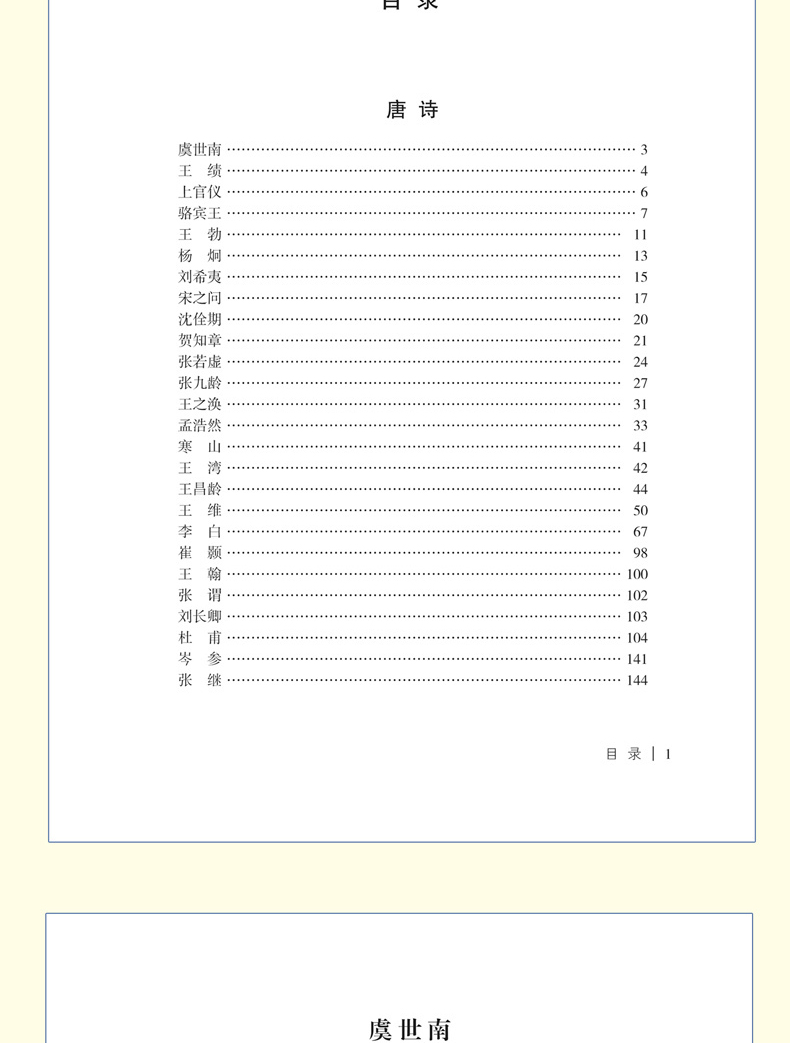 目 录
唐 诗
虞世南 …… 3
王 绩 …… 4
上官仪 …… 6
骆宾王 …… 7
王 勃 …… 11
杨 炯 …… 13
刘希夷 …… 15
宋之问 …… 17
沈佺期 …… 20
贺知章 …… 21
张若虚 …… 24
张九龄 …… 27
王之涣 …… 31
孟浩然 …… 33
寒 山 …… 41
王 湾 …… 42
王昌龄 …… 44
王 维 …… 50
李 白 …… 67
崔 颢 …… 98
王 翰 …… 100
张 谓 …… 102
刘长卿 …… 103
杜 甫 …… 104
岑 参 …… 141
张 继 …… 144
目 录 | 1
虞世南